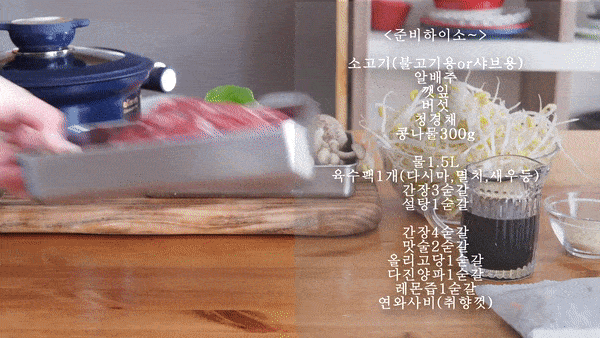 <준비하이소~>
소고기(불고기용or샤브용)
알배추
깻잎
버섯
청경채
콩나물300g
물1.5L
육수팩1개(다시마,멸치,새우등)
간장3숟갈
설탕1숟갈
간장4숟갈
맛술2숟갈
올리고당1숟갈
다진양파1숟갈
레몬즙1숟갈
연와사비(취향껏)